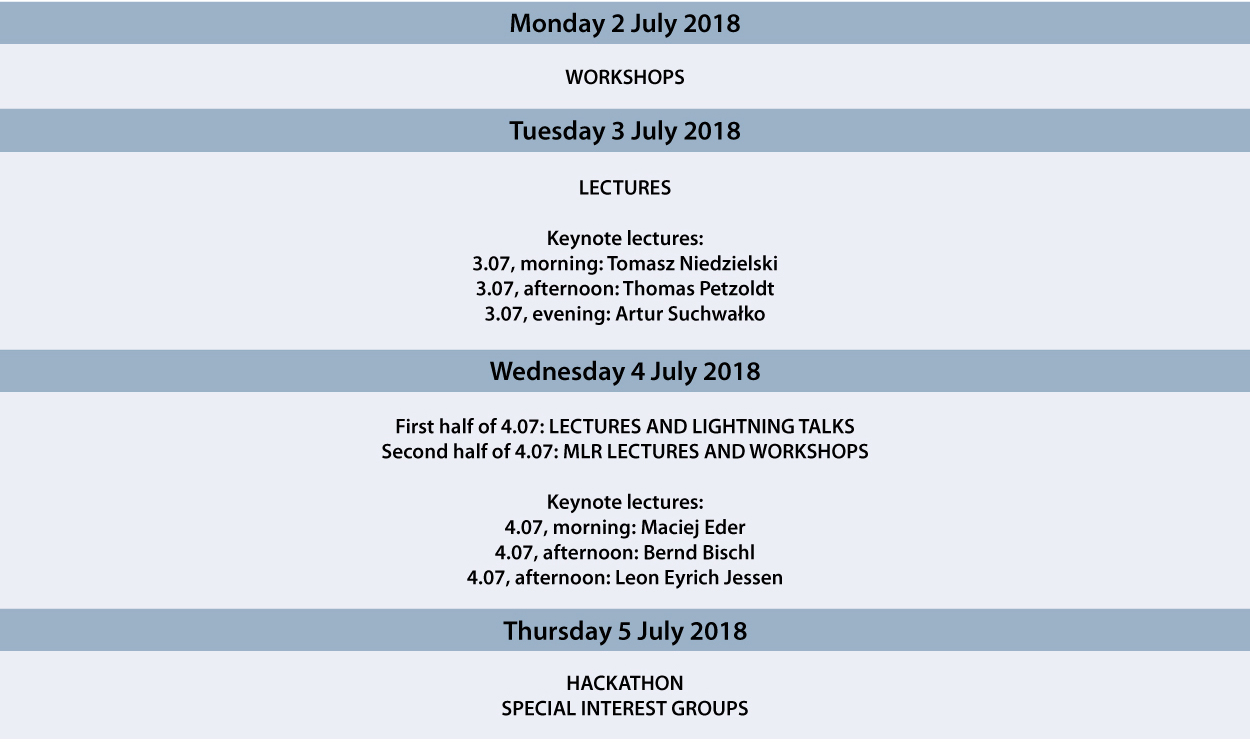 Monday 2 July 2018
WORKSHOPS
Tuesday 3 July 2018
LECTURES
Keynote lectures:
3.07, morning: Tomasz Niedzielski
3.07, afternoon: Thomas Petzoldt
3.07, evening: Artur Suchwałko
Wednesday 4 July 2018
First half of 4.07: LECTURES AND LIGHTNING TALKS
Second half of 4.07: MLR LECTURES AND WORKSHOPS
Keynote lectures:
4.07, morning: Maciej Eder
4.07, afternoon: Bernd Bischl
4.07, afternoon: Leon Eyrich Jessen
Thursday 5 July 2018
HACKATHON
SPECIAL INTEREST GROUPS